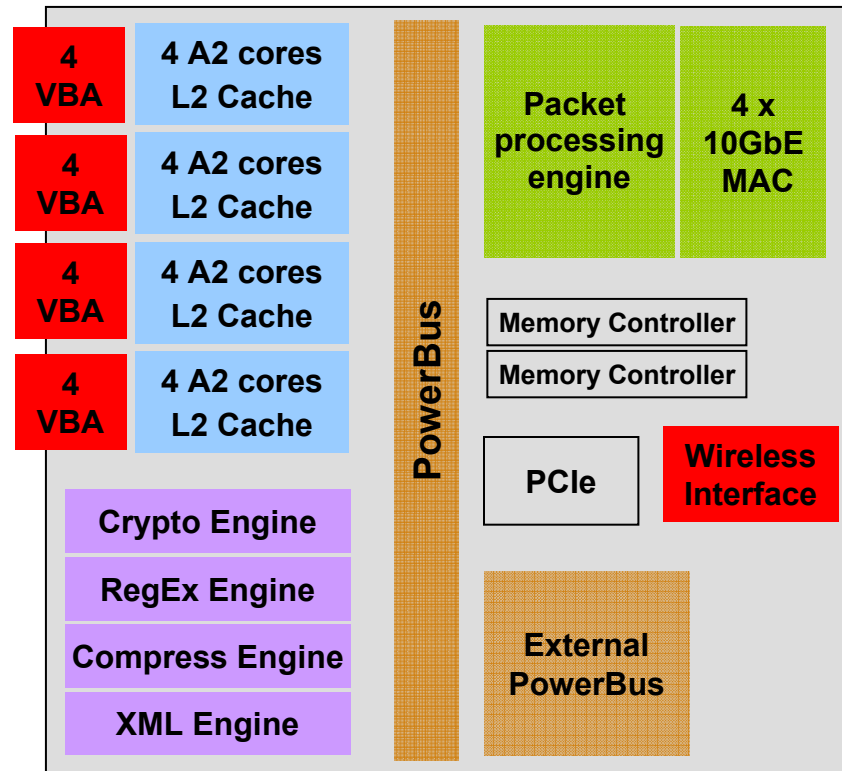 4
VBA
4 A2 cores
L2 Cache
4
VBA
4 A2 cores
L2 Cache
4
VBA
4 A2 cores
L2 Cache
4
VBA
4 A2 cores
L2 Cache
Crypto Engine
RegEx Engine
Compress Engine
XML Engine
PowerBus
Packet
processing
engine
4 x
10GbE
MAC
Memory Controller
Memory Controller
PCIe
Wireless
Interface
External
PowerBus